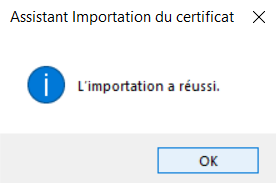 Assistant Importation du certificat
L'importation a réussi.
OK